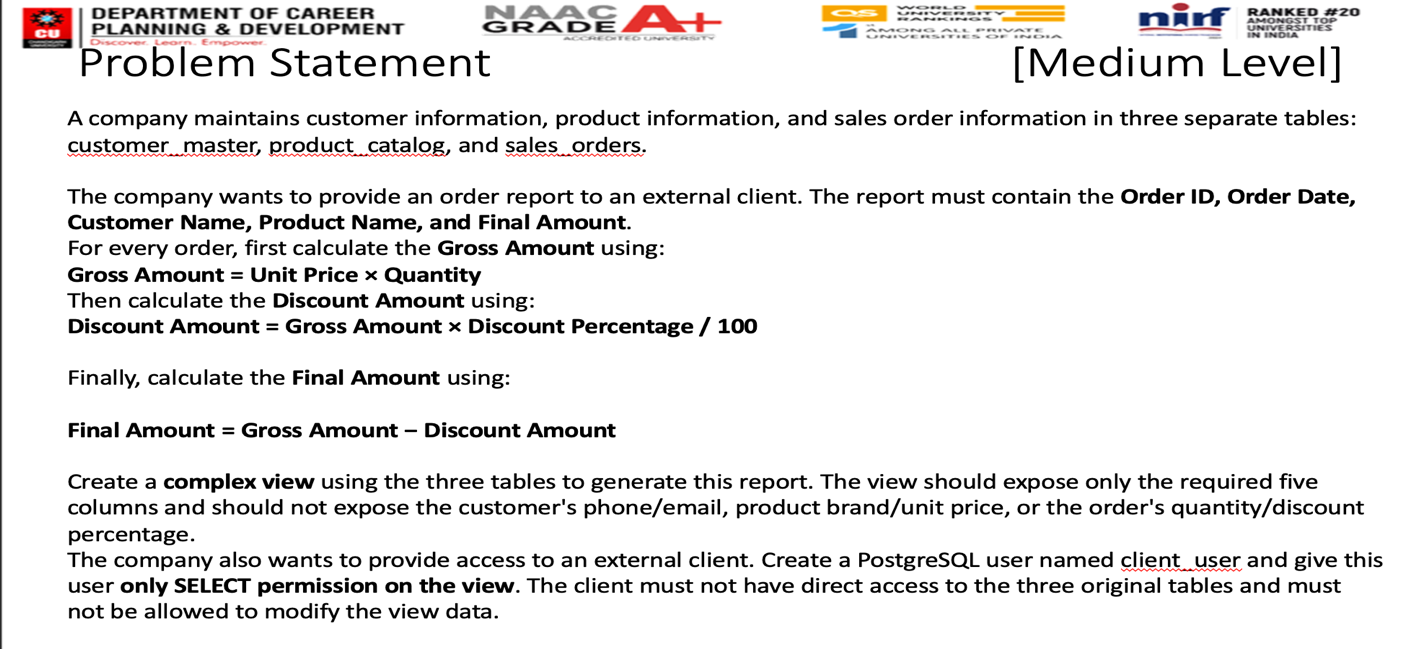 CU
CHANDIGARH
UNIVERSITY
DEPARTMENT OF CAREER
PLANNING & DEVELOPMENT
Discover. Learn. Empower.
NAAC
GRADE A+
ACCREDITED UNIVERSITY
QS WORLD
UNIVERSITY
RANKINGS
AMONG ALL PRIVATE
UNIVERSITIES OF INDIA
nirf
RANKED #20
AMONGST TOP
UNIVERSITIES
IN INDIA
Problem Statement [Medium Level]
A company maintains customer information, product information, and sales order information in three separate tables:
customer_master, product_catalog, and sales_orders.
The company wants to provide an order report to an external client. The report must contain the Order ID, Order Date,
Customer Name, Product Name, and Final Amount.
For every order, first calculate the Gross Amount using:
Gross Amount = Unit Price × Quantity
Then calculate the Discount Amount using:
Discount Amount = Gross Amount × Discount Percentage / 100
Finally, calculate the Final Amount using:
Final Amount = Gross Amount – Discount Amount
Create a complex view using the three tables to generate this report. The view should expose only the required five
columns and should not expose the customer's phone/email, product brand/unit price, or the order's quantity/discount
percentage.
The company also wants to provide access to an external client. Create a PostgreSQL user named client_user and give this
user only SELECT permission on the view. The client must not have direct access to the three original tables and must
not be allowed to modify the view data.